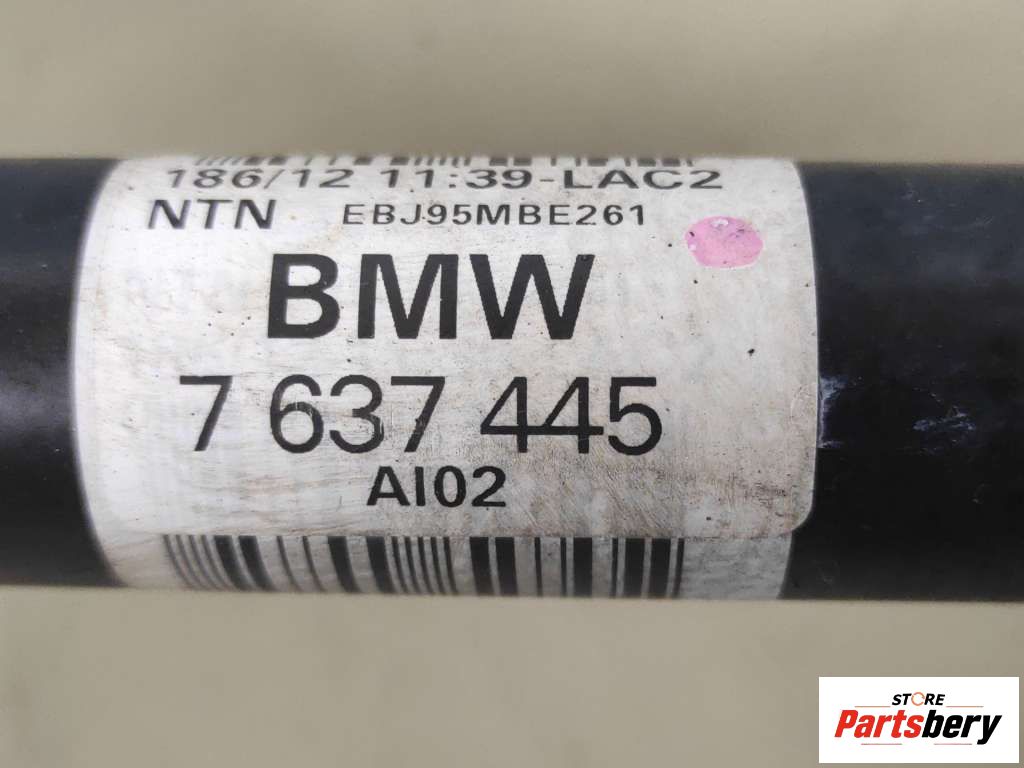 186/12 11:39-LAC2
NTN EBJ95MBE261
BMW
7 637 445
AI02
STORE
Partsbery